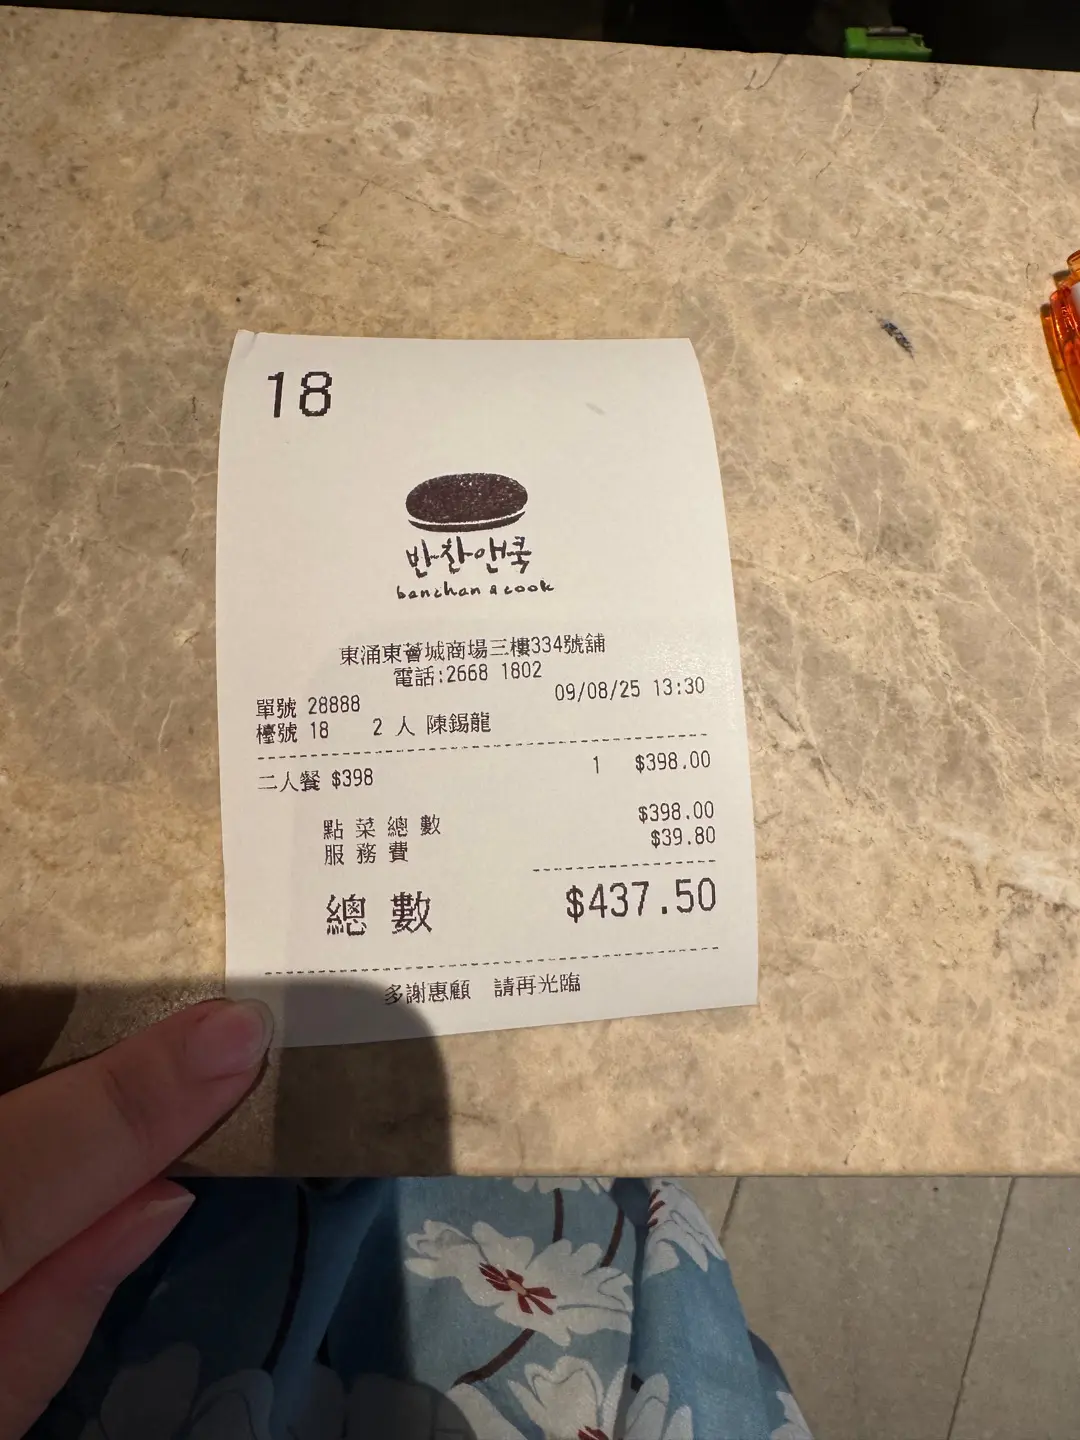 18
반찬앤쿡
banchan & cook
東涌東薈城商場三樓334號舖
電話:2668 1802
單號 28888 09/08/25 13:30
檯號 18 2 人 陳錫龍
二人餐 $398 1 $398.00
點菜總數 $398.00
服務費 $39.80
總數 $437.50
多謝惠顧 請再光臨